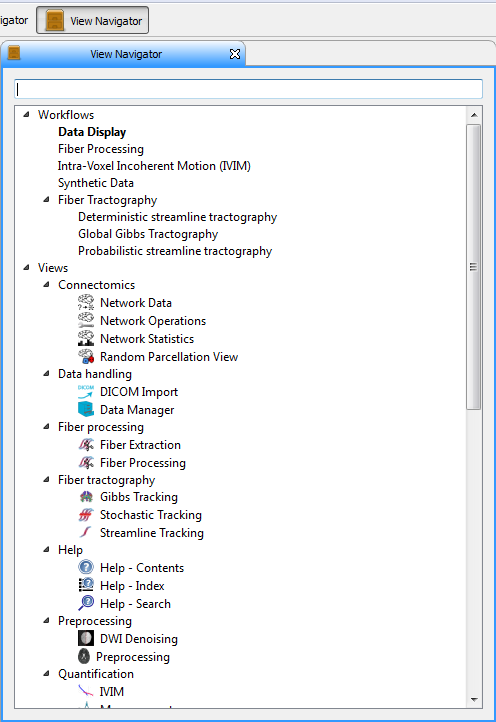 igator View Navigator
View Navigator
Workflows
Data Display
Fiber Processing
Intra-Voxel Incoherent Motion (IVIM)
Synthetic Data
Fiber Tractography
Deterministic streamline tractography
Global Gibbs Tractography
Probabilistic streamline tractography
Views
Connectomics
Network Data
Network Operations
Network Statistics
Random Parcellation View
Data handling
DICOM DICOM Import
Data Manager
Fiber processing
Fiber Extraction
Fiber Processing
Fiber tractography
Gibbs Tracking
Stochastic Tracking
Streamline Tracking
Help
Help - Contents
Help - Index
Help - Search
Preprocessing
DWI Denoising
Preprocessing
Quantification
IVIM